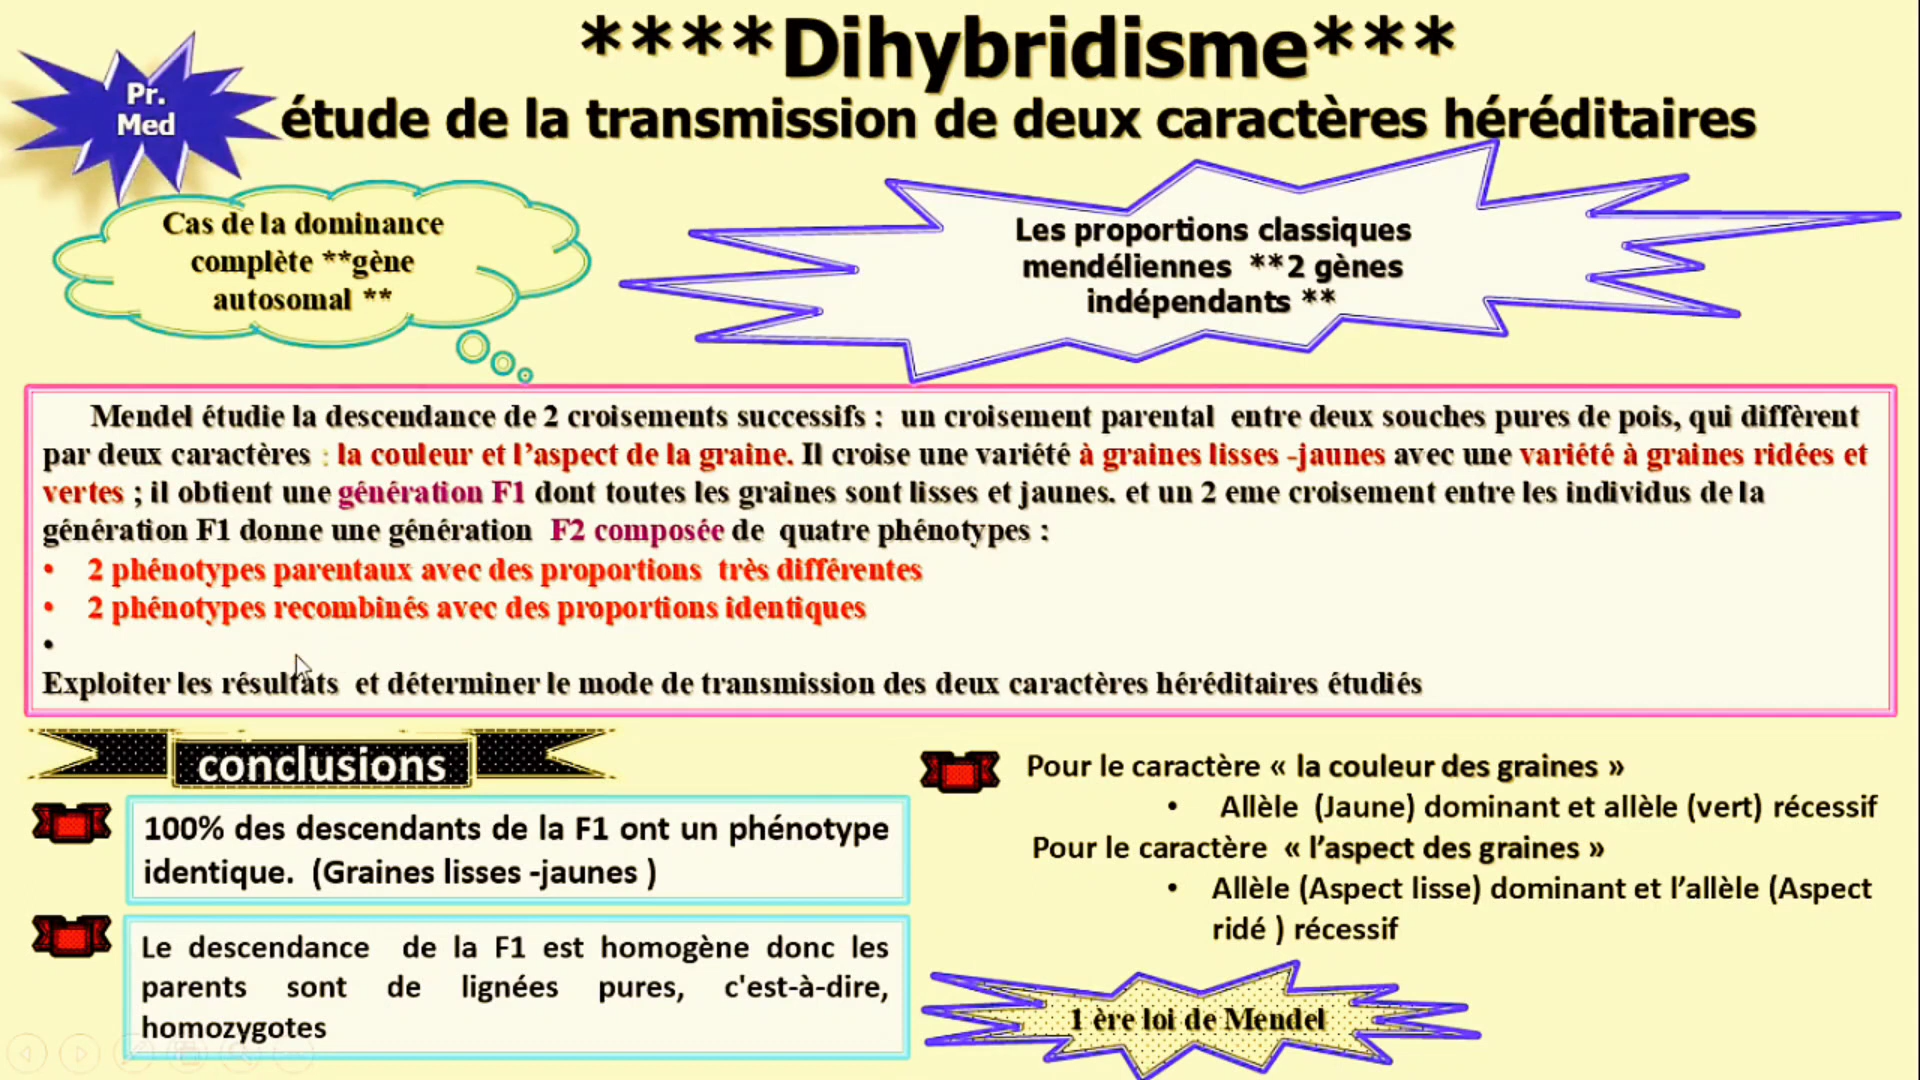 ****Dihybridisme***
étude de la transmission de deux caractères héréditaires
Pr.
Med
Cas de la dominance
complète **gène
autosomal **
Les proportions classiques
mendéliennes **2 gènes
indépendants **
Mendel étudie la descendance de 2 croisements successifs : un croisement parental entre deux souches pures de pois, qui diffèrent
par deux caractères : la couleur et l'aspect de la graine. Il croise une variété à graines lisses -jaunes avec une variété à graines ridées et
vertes ; il obtient une génération F1 dont toutes les graines sont lisses et jaunes. et un 2 eme croisement entre les individus de la
génération F1 donne une génération F2 composée de quatre phénotypes :
• 2 phénotypes parentaux avec des proportions très différentes
• 2 phénotypes recombinés avec des proportions identiques
•
Exploiter les résultats et déterminer le mode de transmission des deux caractères héréditaires étudiés
conclusions
100% des descendants de la F1 ont un phénotype
identique. (Graines lisses -jaunes )
Le descendance de la F1 est homogène donc les
parents sont de lignées pures, c'est-à-dire,
homozygotes
Pour le caractère « la couleur des graines »
• Allèle (Jaune) dominant et allèle (vert) récessif
Pour le caractère « l'aspect des graines »
• Allèle (Aspect lisse) dominant et l'allèle (Aspect
ridé ) récessif
1 ère loi de Mendel